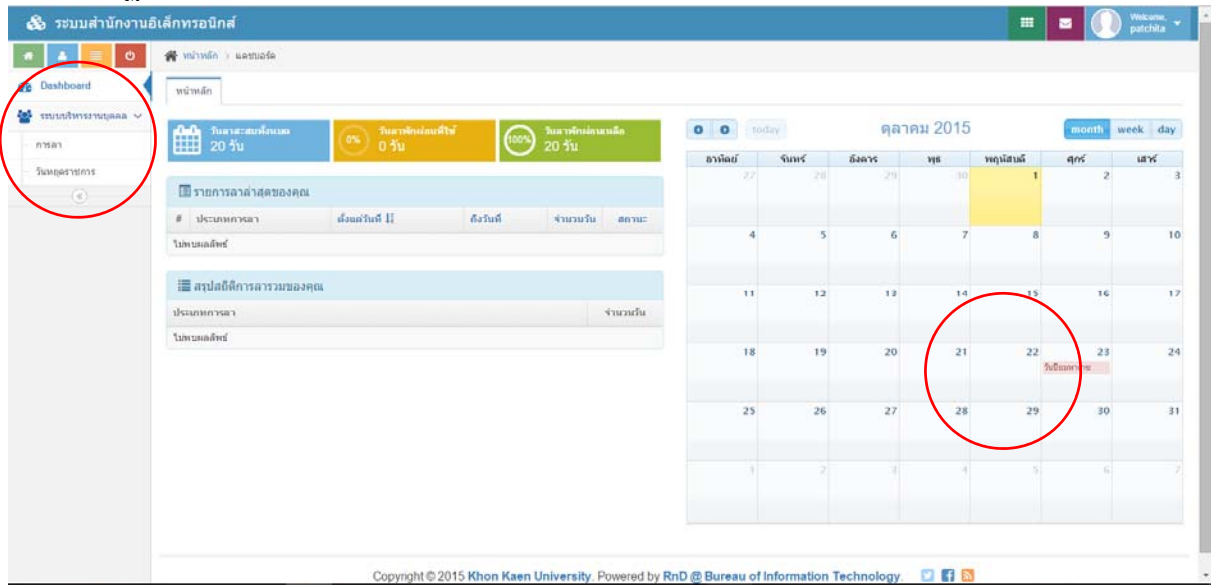 ระบบสำนักงานอิเล็กทรอนิกส์
Welcome,
patchita
หน้าหลัก › แดชบอร์ด
Dashboard
ระบบบริหารงานบุคคล
การลา
วันหยุดราชการ
หน้าหลัก
วันลาสะสมทั้งหมด
20 วัน
0%
วันลาพักผ่อนที่ใช้
0 วัน
100%
วันลาพักผ่อนคงเหลือ
20 วัน
รายการลาล่าสุดของคุณ
# ประเภทการลา ตั้งแต่วันที่ ถึงวันที่ จำนวนวัน สถานะ
ไม่พบผลลัพธ์
สรุปสถิติการลารวมของคุณ
ประเภทการลา จำนวนวัน
ไม่พบผลลัพธ์
today ตุลาคม 2015 month week day
อาทิตย์ จันทร์ อังคาร พุธ พฤหัสบดี ศุกร์ เสาร์
27 28 29 30 1 2 3
4 5 6 7 8 9 10
11 12 13 14 15 16 17
18 19 20 21 22 23 24
วันปิยมหาราช
25 26 27 28 29 30 31
1 2 3 4 5 6 7
Copyright © 2015 Khon Kaen University. Powered by RnD @ Bureau of Information Technology.